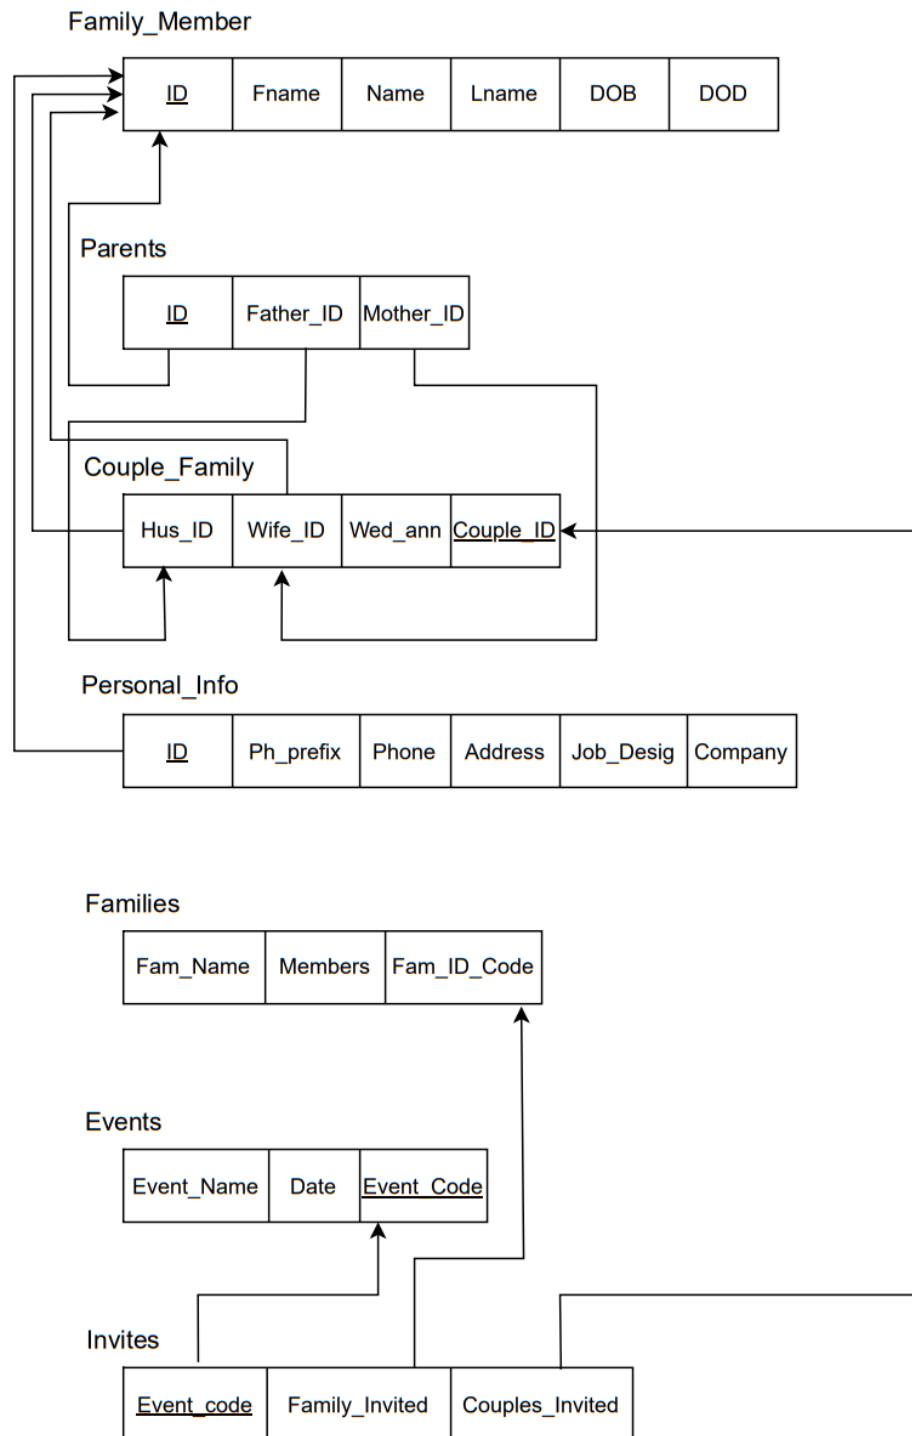 Family_Member
ID Fname Name Lname DOB DOD
Parents
ID Father_ID Mother_ID
Couple_Family
Hus_ID Wife_ID Wed_ann Couple_ID
Personal_Info
ID Ph_prefix Phone Address Job_Desig Company
Families
Fam_Name Members Fam_ID_Code
Events
Event_Name Date Event_Code
Invites
Event_code Family_Invited Couples_Invited